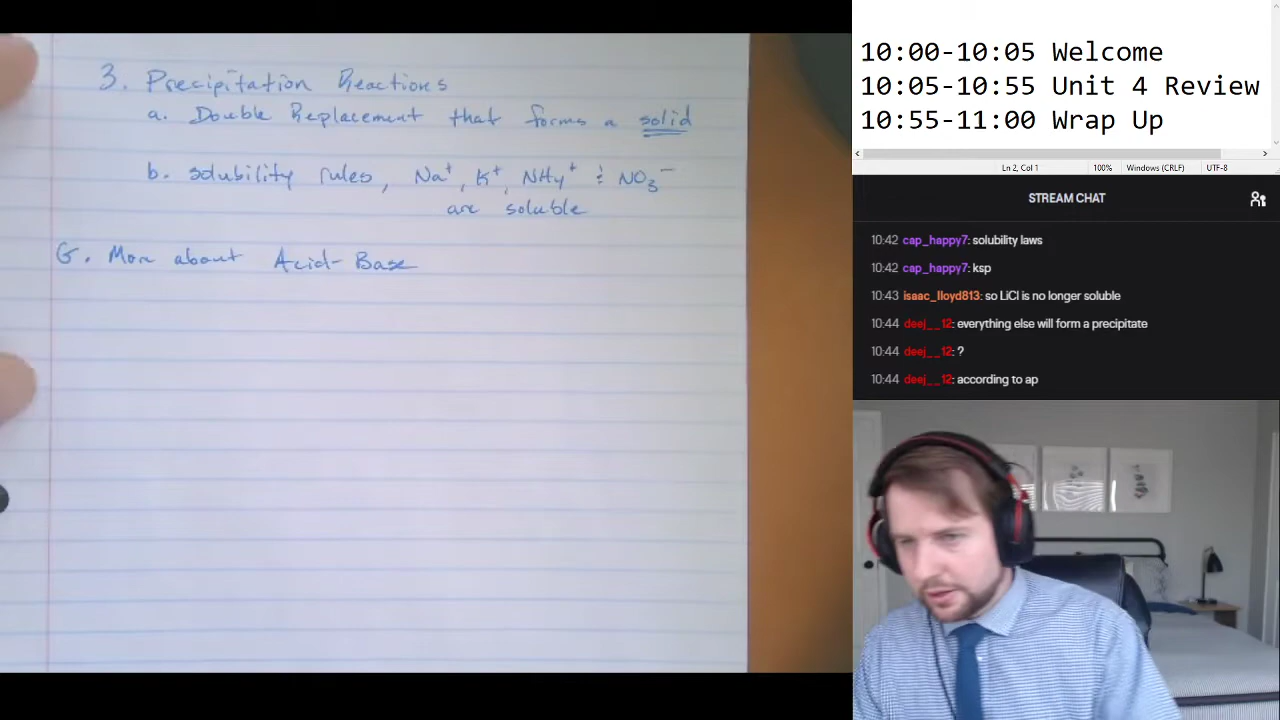 3. Precipitation Reactions
a. Double Replacement that forms a solid
b. solubility rules, Na⁺, K⁺, NH₄⁺ & NO₃⁻
are soluble
G. More about Acid-Base
10:00-10:05 Welcome
10:05-10:55 Unit 4 Review
10:55-11:00 Wrap Up
Ln 2, Col 1 100% Windows (CRLF) UTF-8
STREAM CHAT
10:42 cap_happy7: solubility laws
10:42 cap_happy7: ksp
10:43 isaac_lloyd813: so LiCl is no longer soluble
10:44 deej__12: everything else will form a precipitate
10:44 deej__12: ?
10:44 deej__12: according to ap